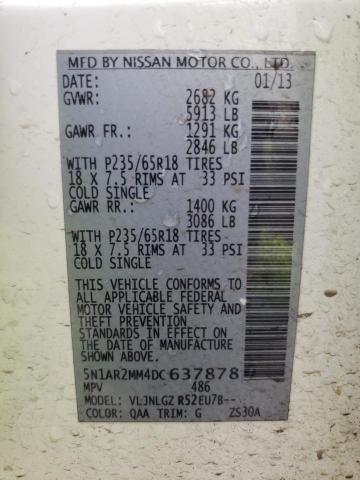 MFD BY NISSAN MOTOR CO., LTD.
DATE: 01/13
GVWR: 2682 KG
5913 LB
GAWR FR.: 1291 KG
2846 LB
WITH P235/65R18 TIRES
18 X 7.5 RIMS AT 33 PSI
COLD SINGLE
GAWR RR.: 1400 KG
3086 LB
WITH P235/65R18 TIRES
18 X 7.5 RIMS AT 33 PSI
COLD SINGLE
THIS VEHICLE CONFORMS TO
ALL APPLICABLE FEDERAL
MOTOR VEHICLE SAFETY AND
THEFT PREVENTION
STANDARDS IN EFFECT ON
THE DATE OF MANUFACTURE
SHOWN ABOVE.
5N1AR2MM4DC637878
MPV 486
MODEL: VLJNLGZ R52EU7B--
COLOR: QAA TRIM: G ZS30A